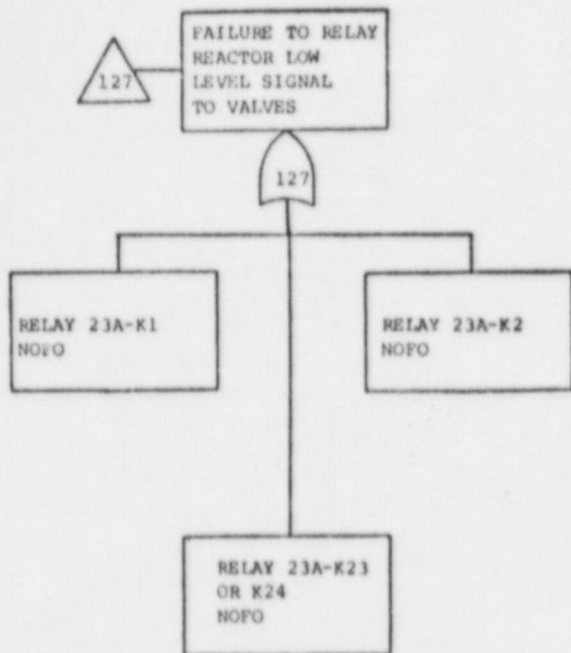 FAILURE TO RELAY
REACTOR LOW
LEVEL SIGNAL
TO VALVES
127
127
RELAY 23A-K1
NOFO
RELAY 23A-K2
NOFO
RELAY 23A-K23
OR K24
NOFO